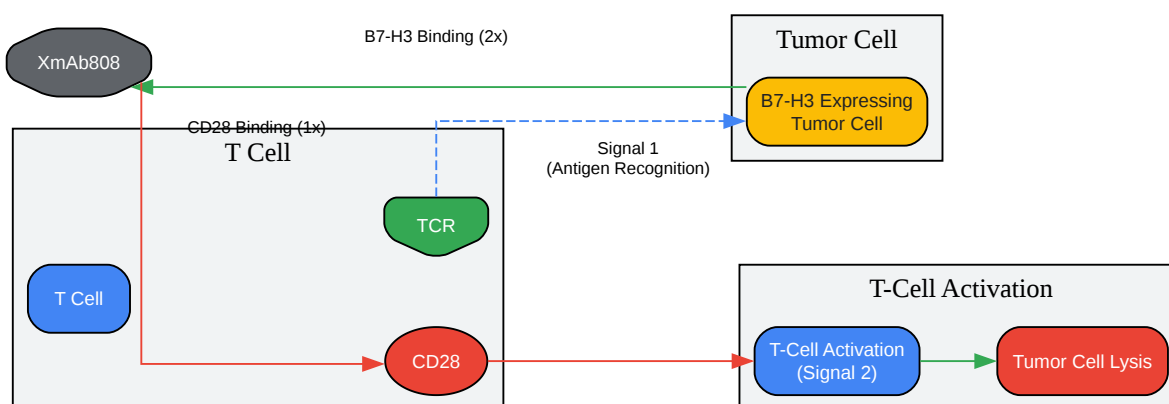 XmAb808
B7-H3 Binding (2x)
Tumor Cell
B7-H3 Expressing
Tumor Cell
CD28 Binding (1x)
T Cell
Signal 1
(Antigen Recognition)
TCR
T Cell
CD28
T-Cell Activation
T-Cell Activation
(Signal 2)
Tumor Cell Lysis